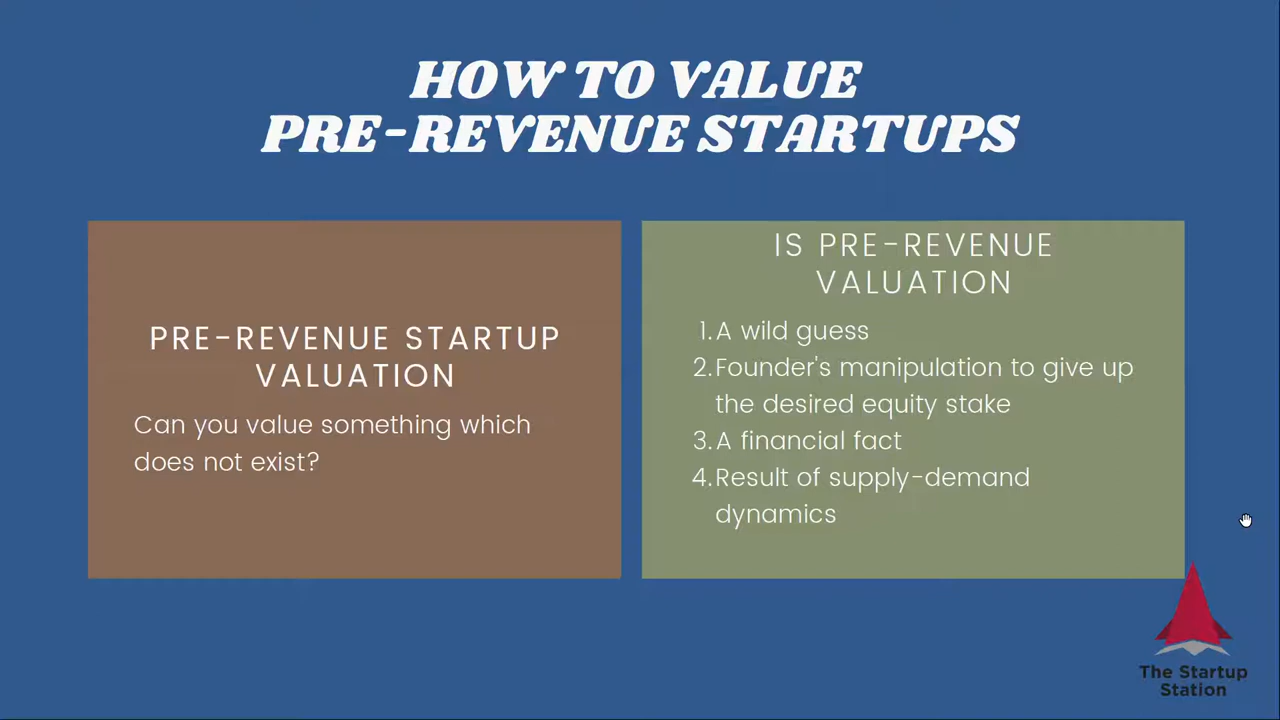 HOW TO VALUE
PRE-REVENUE STARTUPS
PRE-REVENUE STARTUP
VALUATION
Can you value something which
does not exist?
IS PRE-REVENUE
VALUATION
1. A wild guess
2. Founder's manipulation to give up
the desired equity stake
3. A financial fact
4. Result of supply-demand
dynamics
The Startup
Station